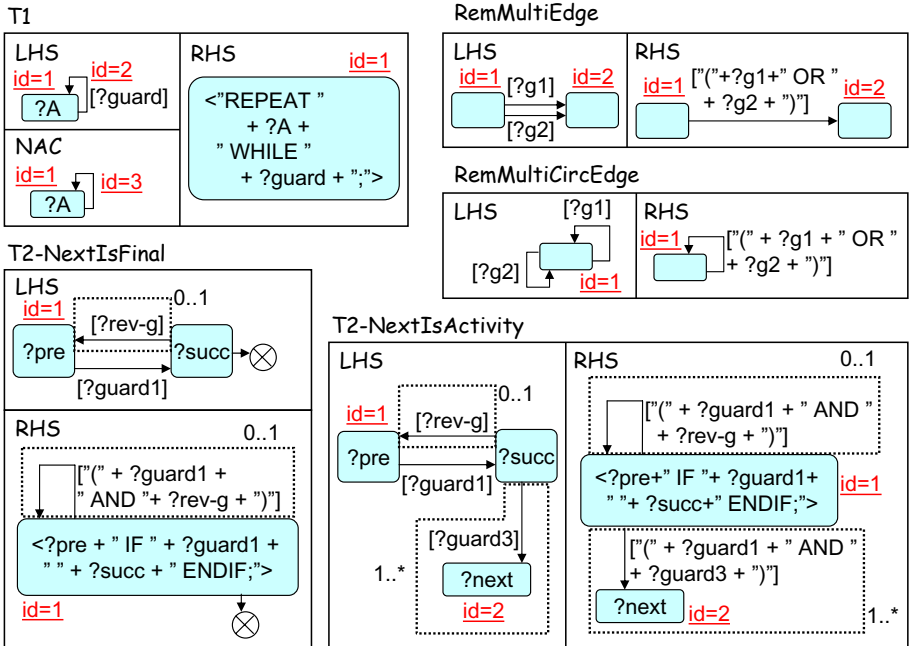 T1
LHS
id=1
id=2
[?guard]
?A
NAC
id=1
id=3
?A
RHS
id=1
<"REPEAT "
+ ?A +
" WHILE "
+ ?guard + ";">
RemMultiEdge
LHS
id=1
[?g1]
id=2
[?g2]
RHS
id=1
["("+?g1+" OR "
+ ?g2 + ")"]
id=2
RemMultiCircEdge
LHS
[?g1]
[?g2]
id=1
RHS
id=1
["(" + ?g1 + " OR "
+ ?g2 + ")"]
T2-NextIsFinal
LHS
id=1
0..1
[?rev-g]
?pre
?succ
[?guard1]
RHS
0..1
["(" + ?guard1 +
" AND "+ ?rev-g + ")"]
<?pre + " IF " + ?guard1 +
" " + ?succ + " ENDIF;">
id=1
T2-NextIsActivity
LHS
id=1
0..1
[?rev-g]
?pre
?succ
[?guard1]
[?guard3]
1..*
?next
id=2
RHS
0..1
["(" + ?guard1 + " AND "
+ ?rev-g + ")"]
<?pre+" IF "+ ?guard1+
" "+ ?succ+" ENDIF;">
id=1
["(" + ?guard1 + " AND "
+ ?guard3 + ")"]
?next
id=2
1..*